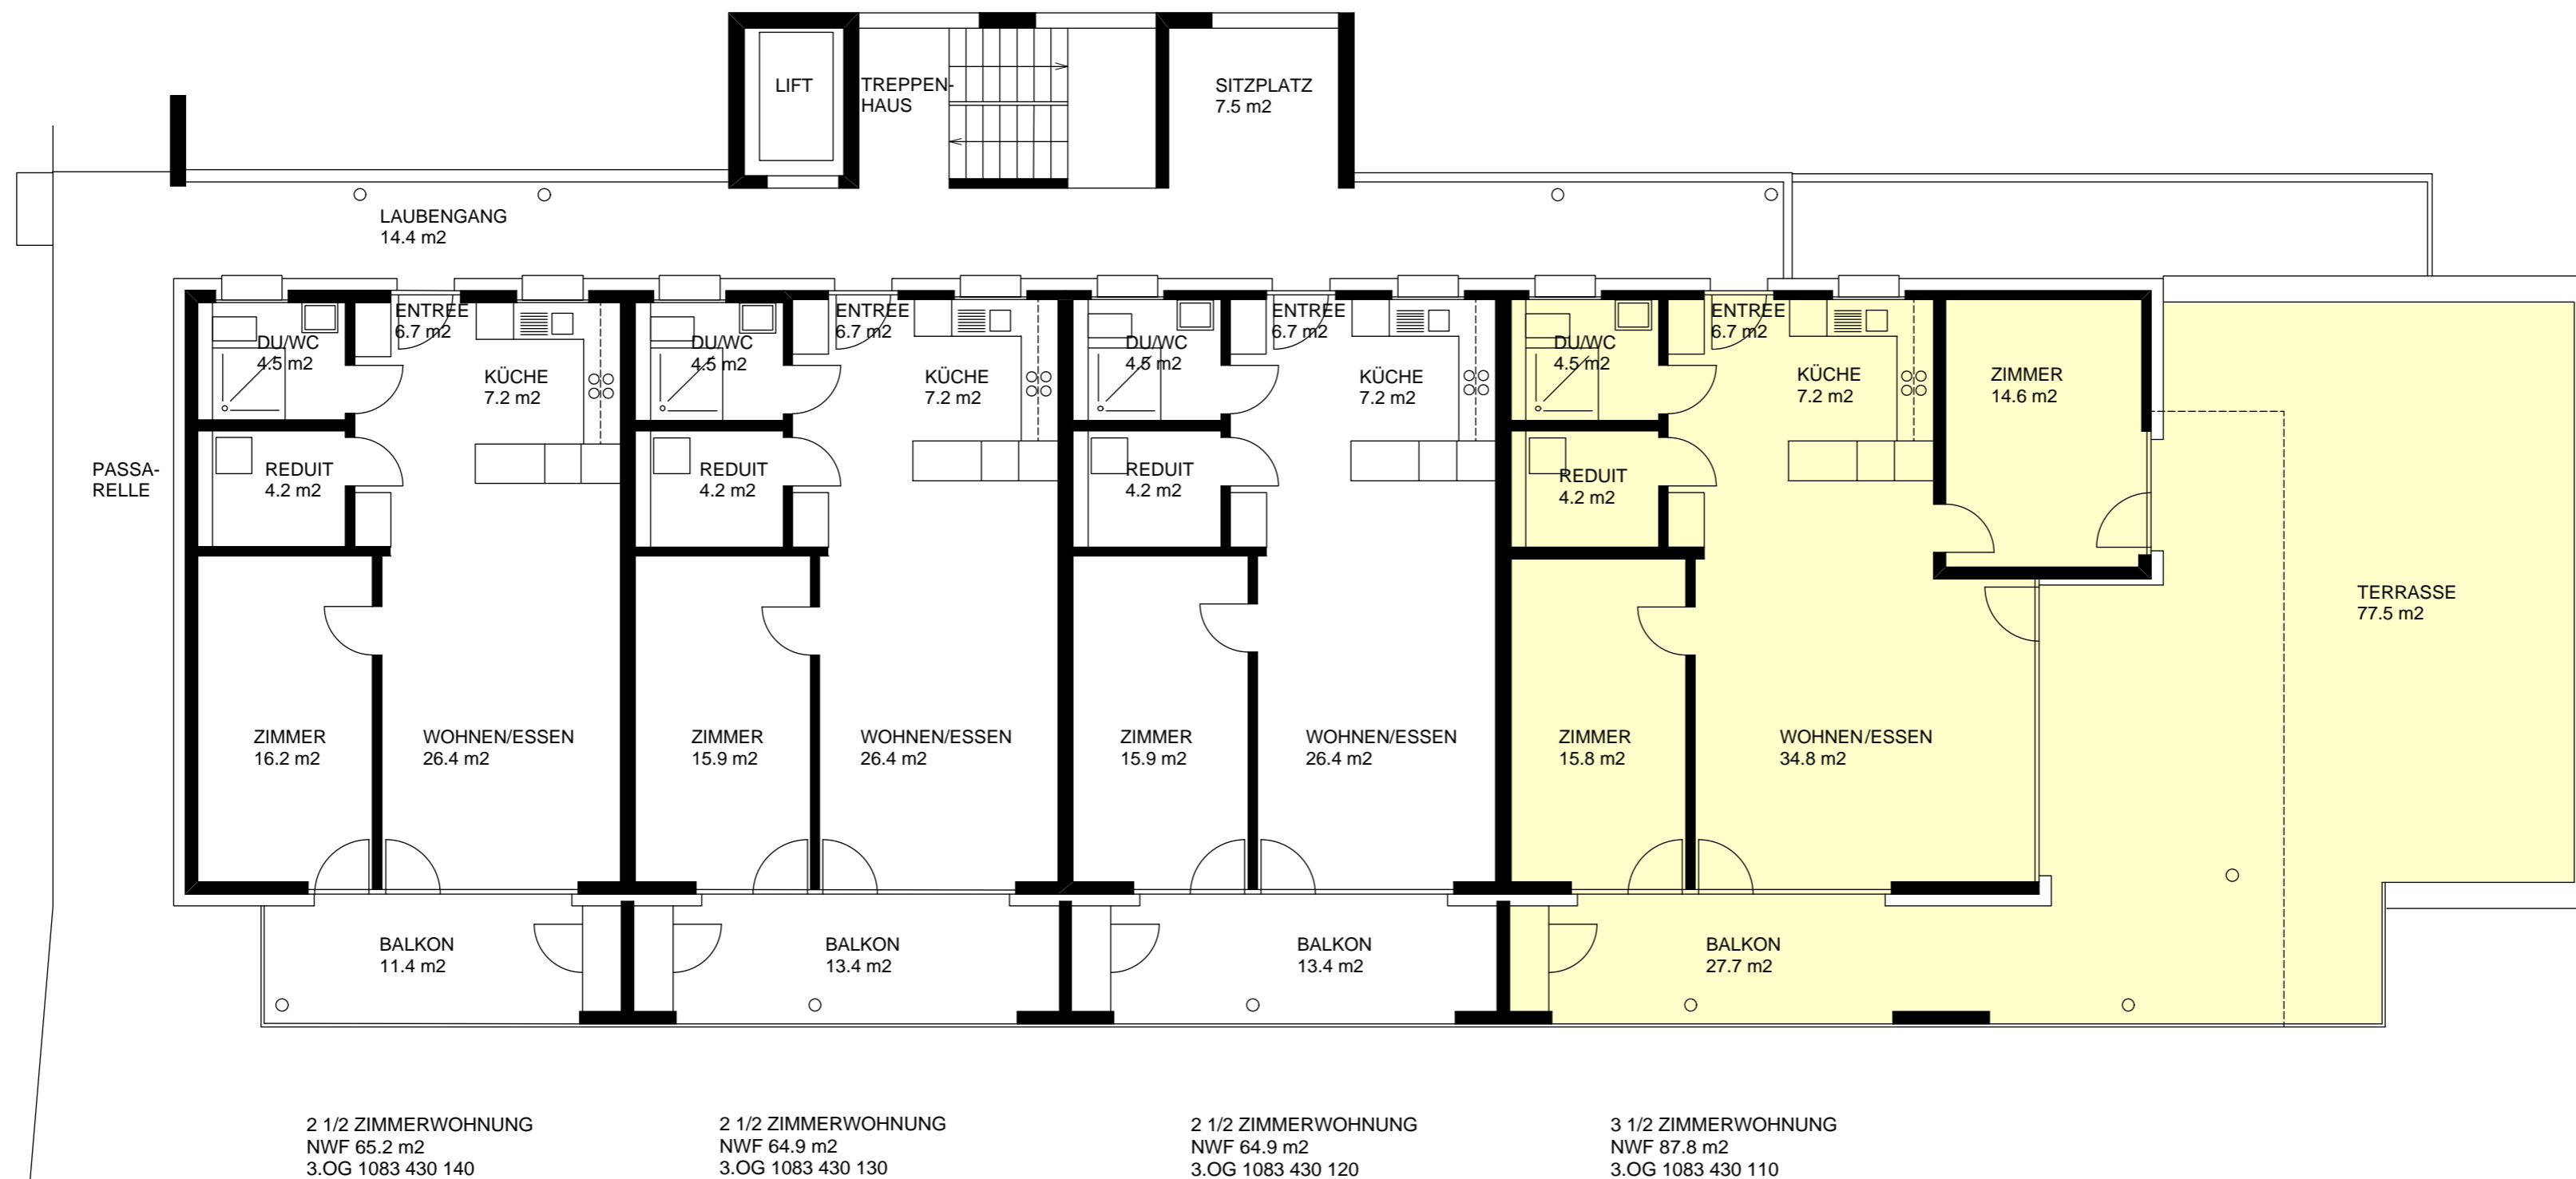 LIFT
TREPPEN-
HAUS
SITZPLATZ
7.5 m2
LAUBENGANG
14.4 m2
PASSA-
RELLE
DU/WC
4.5 m2
ENTREE
6.7 m2
KÜCHE
7.2 m2
REDUIT
4.2 m2
ZIMMER
16.2 m2
WOHNEN/ESSEN
26.4 m2
BALKON
11.4 m2
DU/WC
4.5 m2
ENTREE
6.7 m2
KÜCHE
7.2 m2
REDUIT
4.2 m2
ZIMMER
15.9 m2
WOHNEN/ESSEN
26.4 m2
BALKON
13.4 m2
DU/WC
4.5 m2
ENTREE
6.7 m2
KÜCHE
7.2 m2
REDUIT
4.2 m2
ZIMMER
15.9 m2
WOHNEN/ESSEN
26.4 m2
BALKON
13.4 m2
DU/WC
4.5 m2
ENTREE
6.7 m2
KÜCHE
7.2 m2
ZIMMER
14.6 m2
REDUIT
4.2 m2
TERRASSE
77.5 m2
ZIMMER
15.8 m2
WOHNEN/ESSEN
34.8 m2
BALKON
27.7 m2
2 1/2 ZIMMERWOHNUNG
NWF 65.2 m2
3.OG 1083 430 140
2 1/2 ZIMMERWOHNUNG
NWF 64.9 m2
3.OG 1083 430 130
2 1/2 ZIMMERWOHNUNG
NWF 64.9 m2
3.OG 1083 430 120
3 1/2 ZIMMERWOHNUNG
NWF 87.8 m2
3.OG 1083 430 110